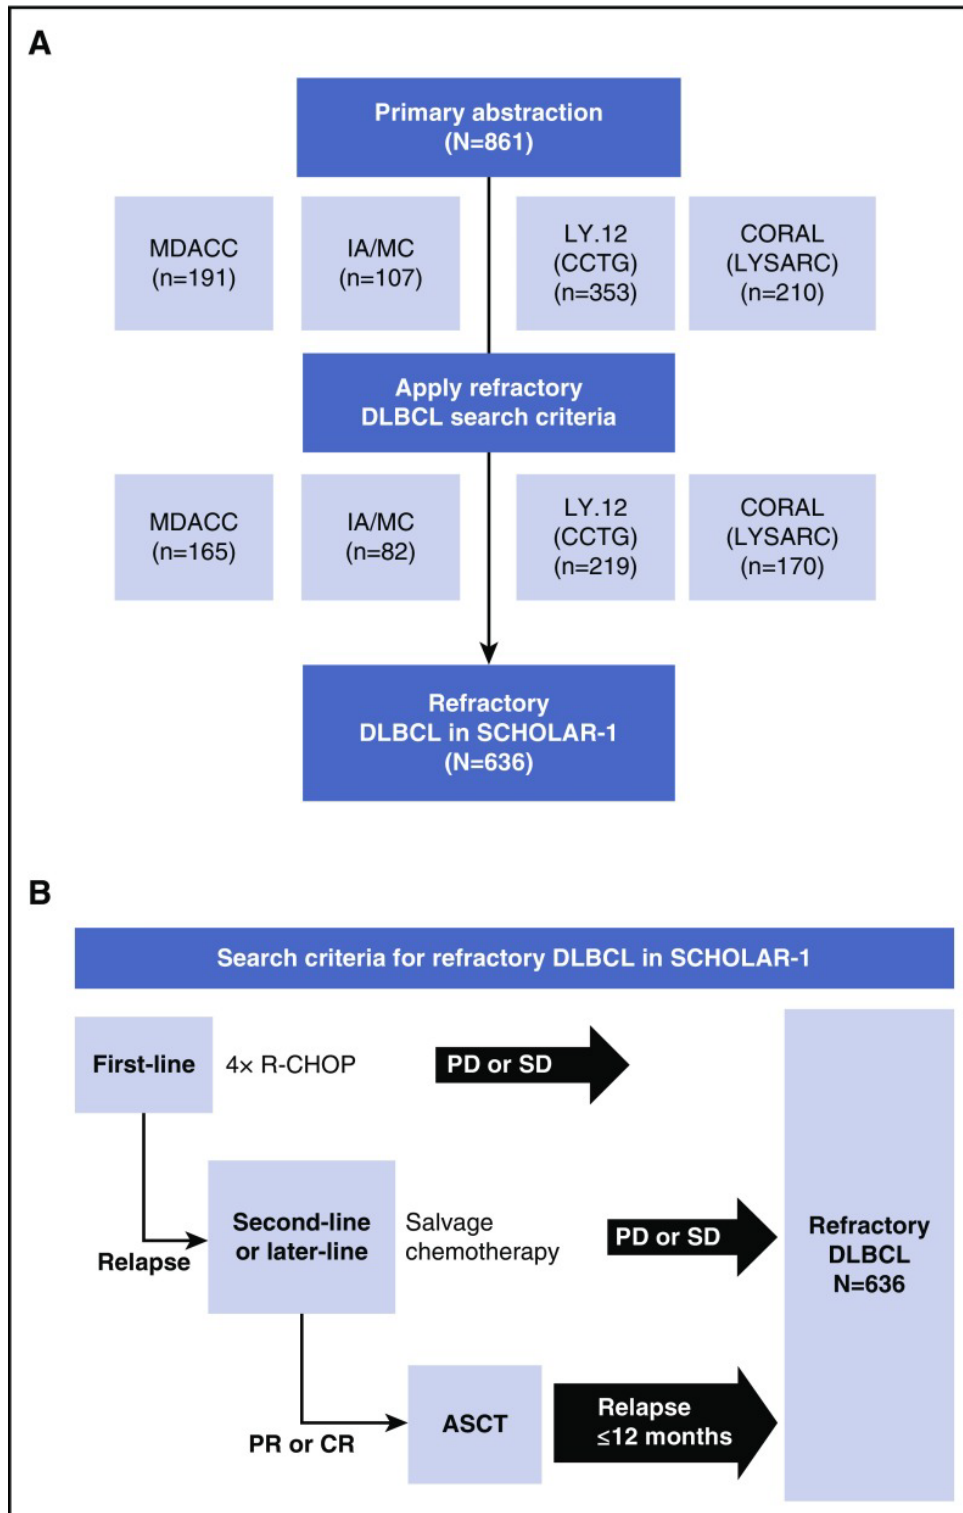 A
Primary abstraction
(N=861)
MDACC
(n=191)
IA/MC
(n=107)
LY.12
(CCTG)
(n=353)
CORAL
(LYSARC)
(n=210)
Apply refractory
DLBCL search criteria
MDACC
(n=165)
IA/MC
(n=82)
LY.12
(CCTG)
(n=219)
CORAL
(LYSARC)
(n=170)
Refractory
DLBCL in SCHOLAR-1
(N=636)
B
Search criteria for refractory DLBCL in SCHOLAR-1
First-line
4× R-CHOP
PD or SD
Relapse
Second-line
or later-line
Salvage
chemotherapy
PD or SD
Refractory
DLBCL
N=636
PR or CR
ASCT
Relapse
≤12 months